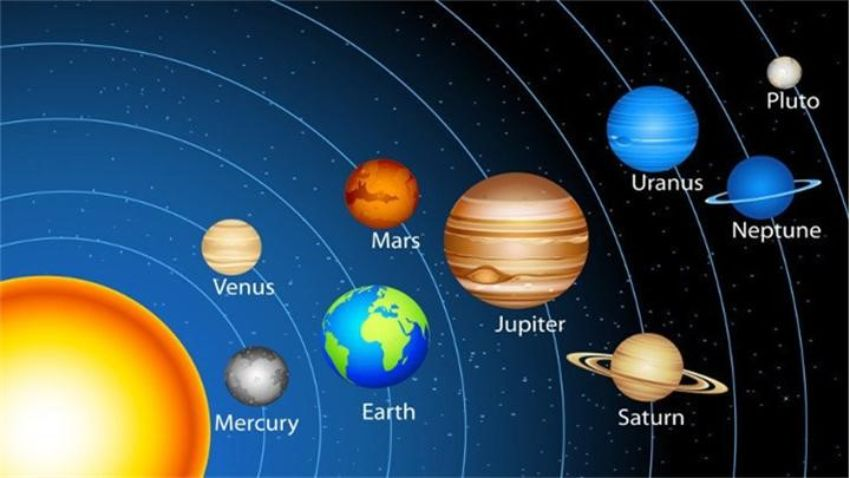 Pluto
Uranus
Neptune
Mars
Venus
Jupiter
Mercury
Earth
Saturn